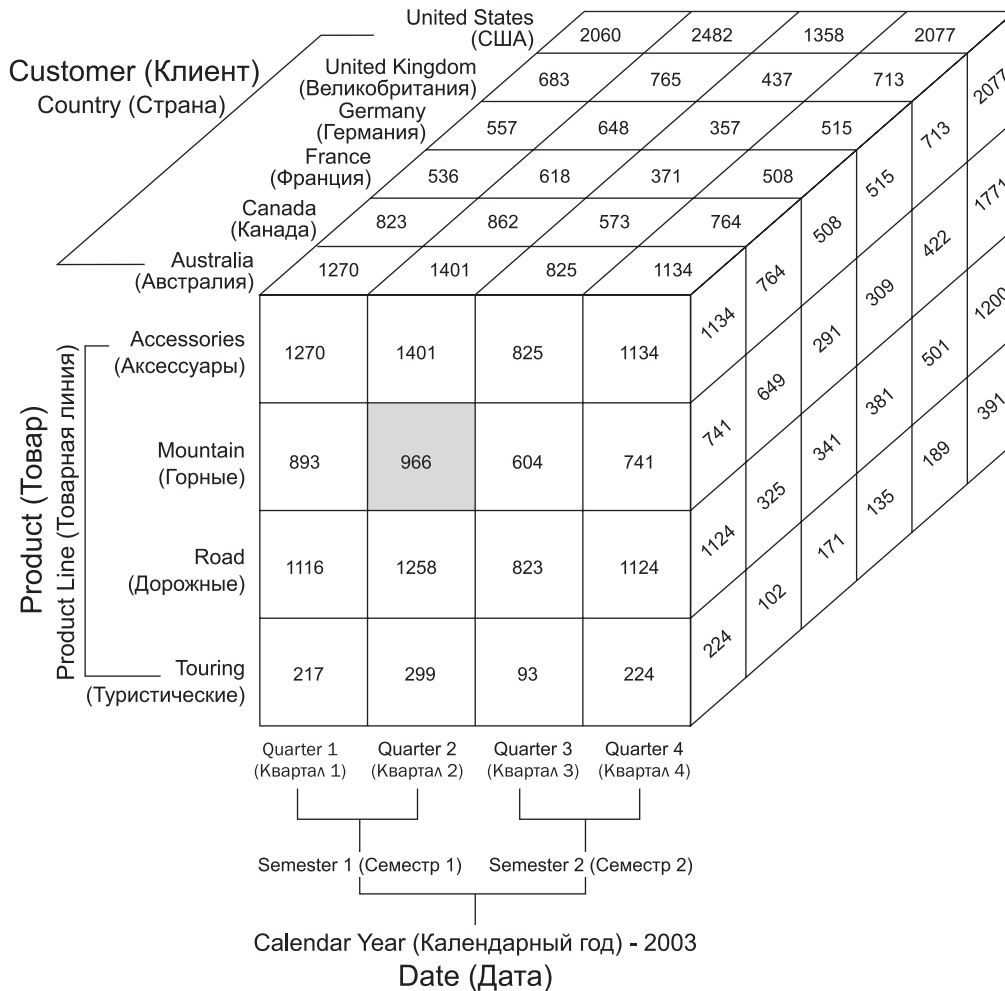 United States
(США)
2060 2482 1358 2077
Customer (Клиент)
Country (Страна)
United Kingdom
(Великобритания)
683 765 437 713
Germany
(Германия)
557 648 357 515
France
(Франция)
536 618 371 508
Canada
(Канада)
823 862 573 764
Australia
(Австралия)
1270 1401 825 1134
Product (Товар)
Product Line (Товарная линия)
Accessories
(Аксессуары)
1270 1401 825 1134
Mountain
(Горные)
893 966 604 741
Road
(Дорожные)
1116 1258 823 1124
Touring
(Туристические)
217 299 93 224
1134 764 508 515 713 2077
741 649 291 309 422 1771
1124 325 341 381 501 1200
224 102 171 135 189 391
Quarter 1 Quarter 2 Quarter 3 Quarter 4
(Квартал 1) (Квартал 2) (Квартал 3) (Квартал 4)
Semester 1 (Семестр 1) Semester 2 (Семестр 2)
Calendar Year (Календарный год) - 2003
Date (Дата)